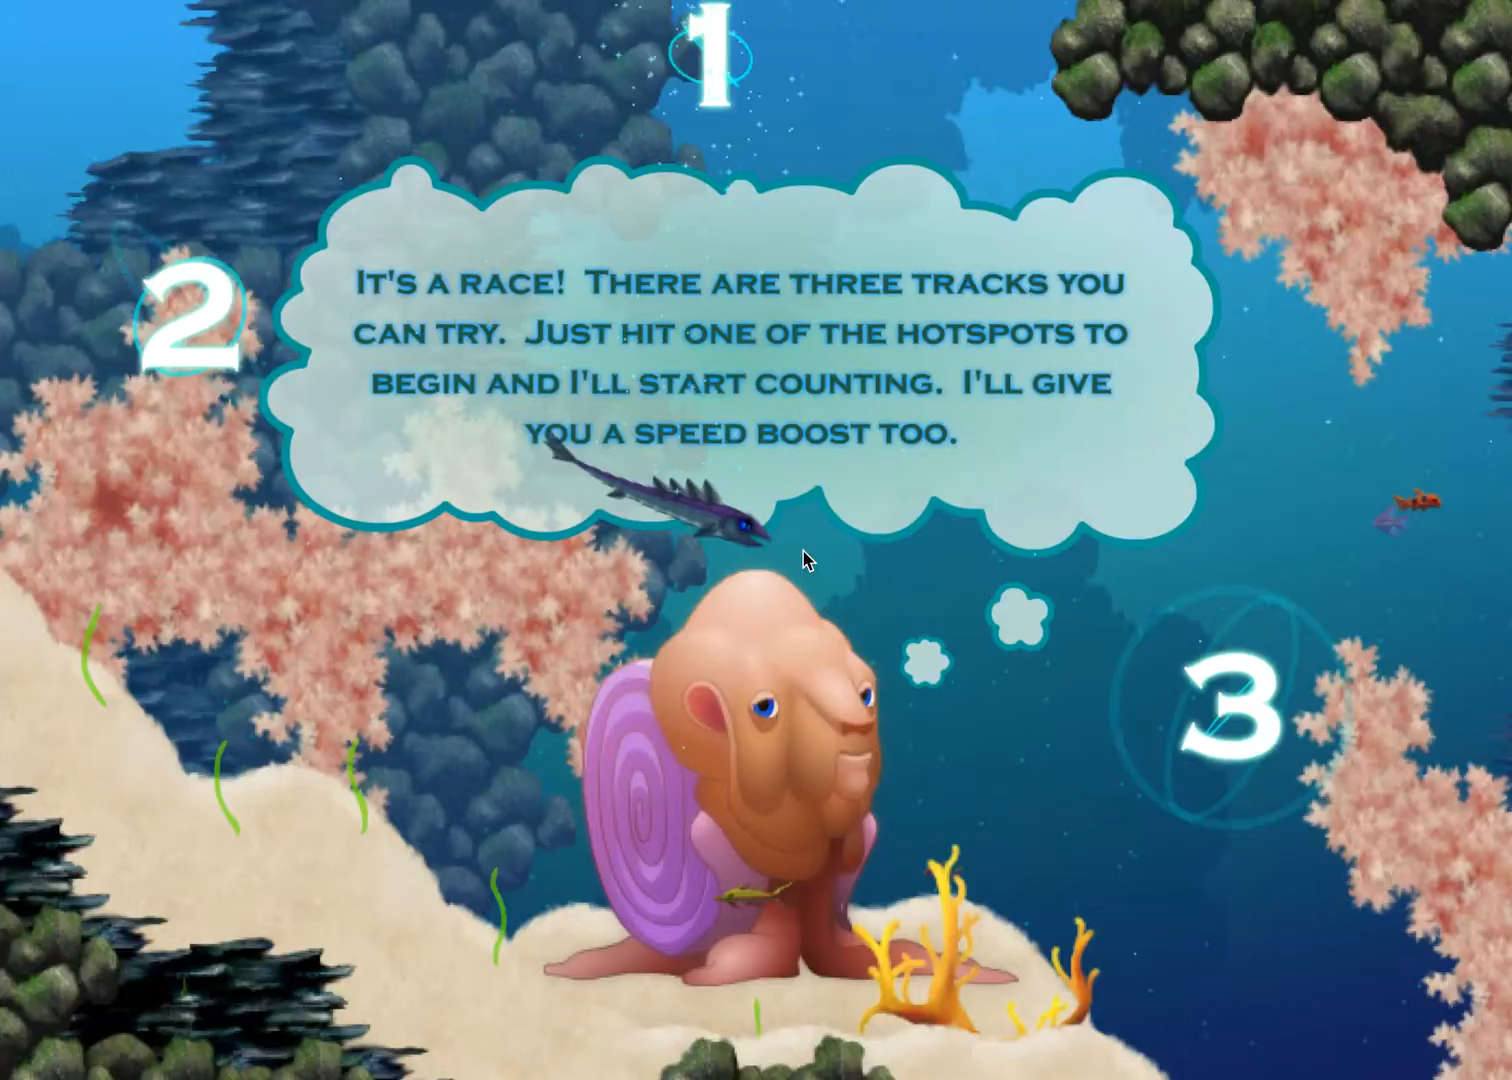 1
It's a race! There are three tracks you
can try. Just hit one of the hotspots to
begin and I'll start counting. I'll give
you a speed boost too.
2
3